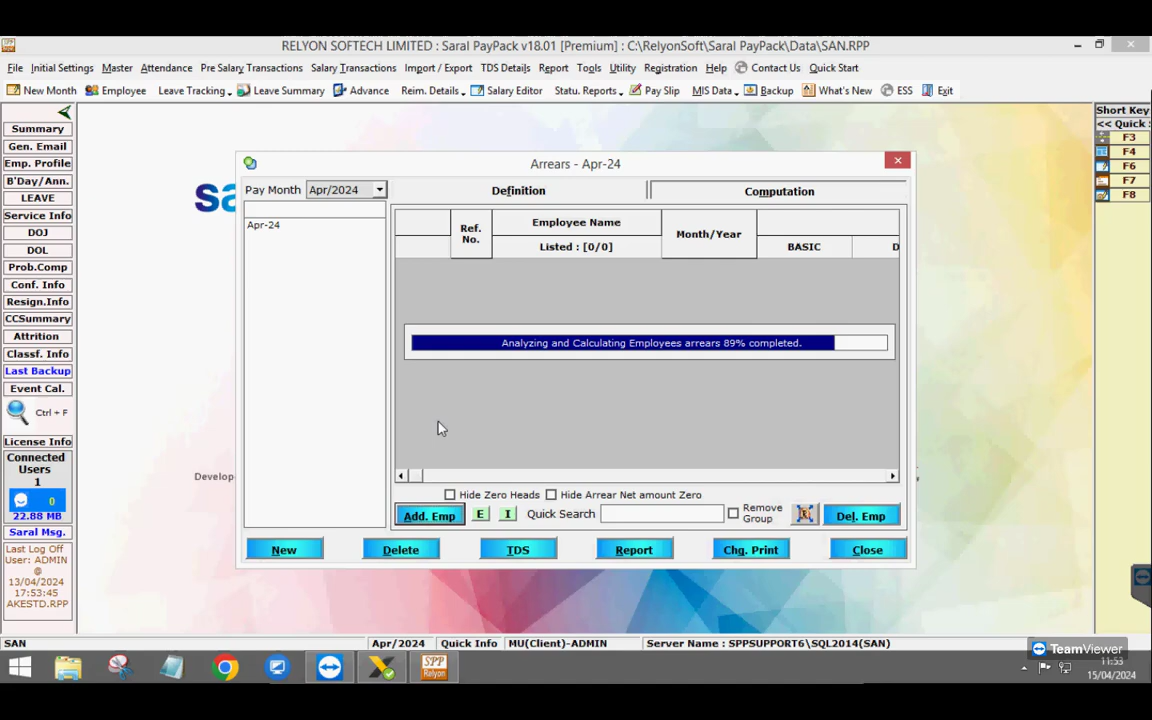 RELYON SOFTECH LIMITED : Saral PayPack v18.01 [Premium] : C:\RelyonSoft\Saral PayPack\Data\SAN.RPP
File Initial Settings Master Attendance Pre Salary Transactions Salary Transactions Import / Export TDS Details Report Tools Utility Registration Help Contact Us Quick Start
New Month Employee Leave Tracking Leave Summary Advance Reim. Details Salary Editor Statu. Reports Pay Slip MIS Data Backup What's New ESS Exit
Summary
Gen. Email
Emp. Profile
B'Day/Ann.
LEAVE
Service Info
DOJ
DOL
Prob.Comp
Conf. Info
Resign.Info
CCSummary
Attrition
Classf. Info
Last Backup
Event Cal.
Ctrl + F
License Info
Connected
Users
1
0
22.88 MB
Saral Msg.
Last Log Off
User: ADMIN
@
13/04/2024
17:53:45
AKESTD.RPP
sa
Develop
Arrears - Apr-24
Pay Month Apr/2024
Definition Computation
Apr-24
Ref. No.
Employee Name
Listed : [0/0]
Month/Year
BASIC D
Analyzing and Calculating Employees arrears 89% completed.
Hide Zero Heads Hide Arrear Net amount Zero
Add. Emp E I Quick Search Remove Group Del. Emp
New Delete TDS Report Chg. Print Close
Short Key
<< Quick :
F3
F4
F6
F7
F8
SAN Apr/2024 Quick Info MU(Client)-ADMIN Server Name : SPPSUPPORT6\SQL2014(SAN)
TeamViewer
SPP
Relyon
11:53
15/04/2024